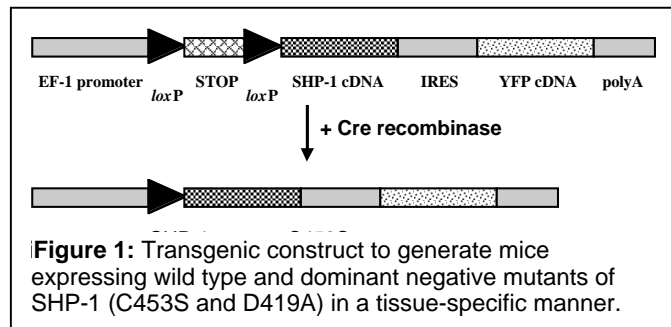 EF-1 promoter loxP STOP loxP SHP-1 cDNA IRES YFP cDNA polyA
+ Cre recombinase
Figure 1: Transgenic construct to generate mice
expressing wild type and dominant negative mutants of
SHP-1 (C453S and D419A) in a tissue-specific manner.